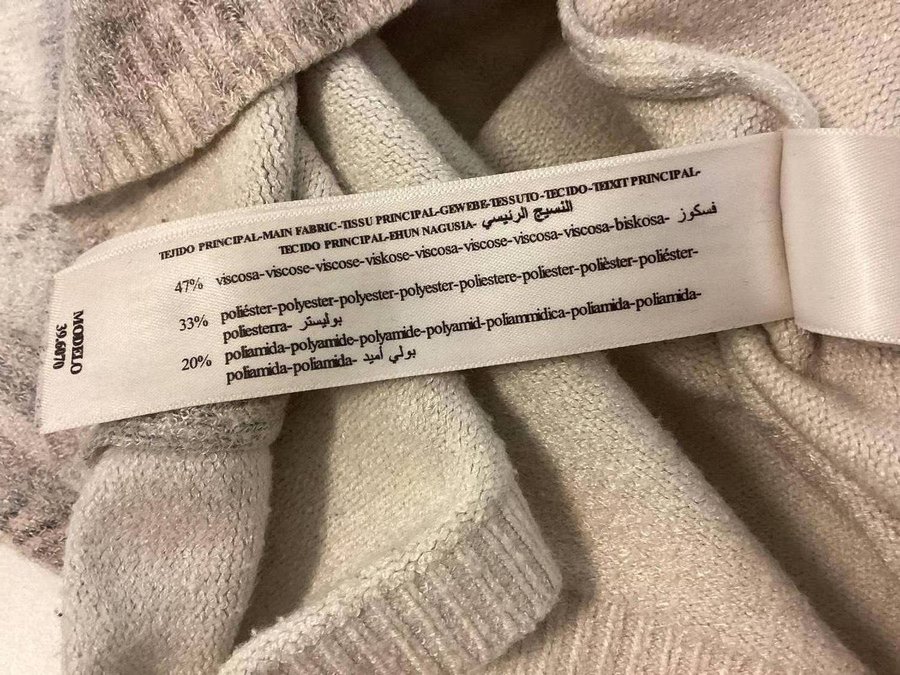 TEJIDO PRINCIPAL-MAIN FABRIC-TISSU PRINCIPAL-GEWEBE-TESSUTO-TECIDO-TEIXIT PRINCIPAL-
TECIDO PRINCIPAL-EHUN NAGUSIA- النسيج الرئيسي
47% viscosa-viscose-viscose-viskose-viscosa-viscose-viscosa-viscosa-biskosa- فسكوز
33% poliéster-polyester-polyester-polyester-poliestere-poliester-polièster-poliéster-
poliesterra- بوليستر
20% poliamida-polyamide-polyamide-polyamid-poliammidica-poliamida-poliamida-
poliamida-poliamida- بولي أميد
MODELO
39.6070